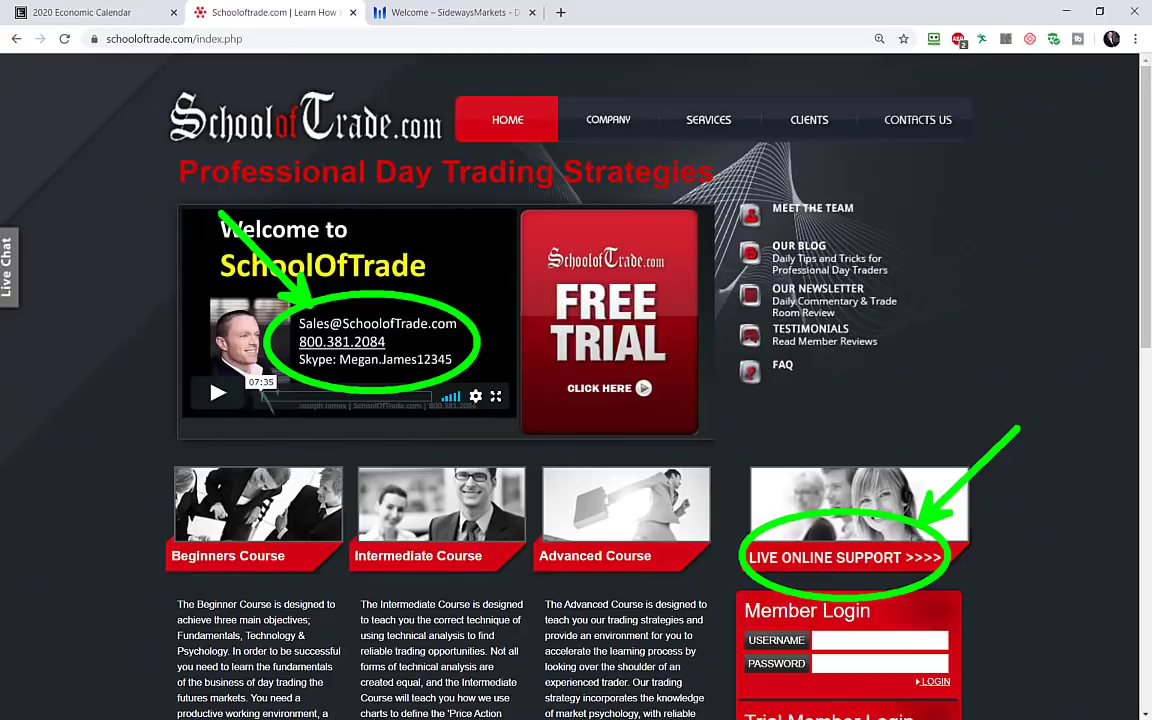 2020 Economic Calendar
Schooloftrade.com | Learn How
Welcome – SidewaysMarkets - D
schooloftrade.com/index.php
SchoolofTrade.com
HOME
COMPANY
SERVICES
CLIENTS
CONTACTS US
Professional Day Trading Strategies
Live Chat
Welcome to
SchoolOfTrade
Sales@SchoolofTrade.com
800.381.2084
Skype: Megan.James12345
07:35
Joseph James | SchoolOfTrade.com | 800.381.2084
SchoolofTrade.com
FREE
TRIAL
CLICK HERE
MEET THE TEAM
OUR BLOG
Daily Tips and Tricks for
Professional Day Traders
OUR NEWSLETTER
Daily Commentary & Trade
Room Review
TESTIMONIALS
Read Member Reviews
FAQ
Beginners Course
Intermediate Course
Advanced Course
LIVE ONLINE SUPPORT >>>>
The Beginner Course is designed to
achieve three main objectives;
Fundamentals, Technology &
Psychology. In order to be successful
you need to learn the fundamentals
of the business of day trading the
futures markets. You need a
productive working environment, a
The Intermediate Course is designed
to teach you the correct technique of
using technical analysis to find
reliable trading opportunities. Not all
forms of technical analysis are
created equal, and the Intermediate
Course will teach you how we use
charts to define the 'Price Action
The Advanced Course is designed to
teach you our trading strategies and
provide an environment for you to
accelerate the learning process by
looking over the shoulder of an
experienced trader. Our trading
strategy incorporates the knowledge
of market psychology, with reliable
Member Login
USERNAME
PASSWORD
LOGIN
Trial Member Login